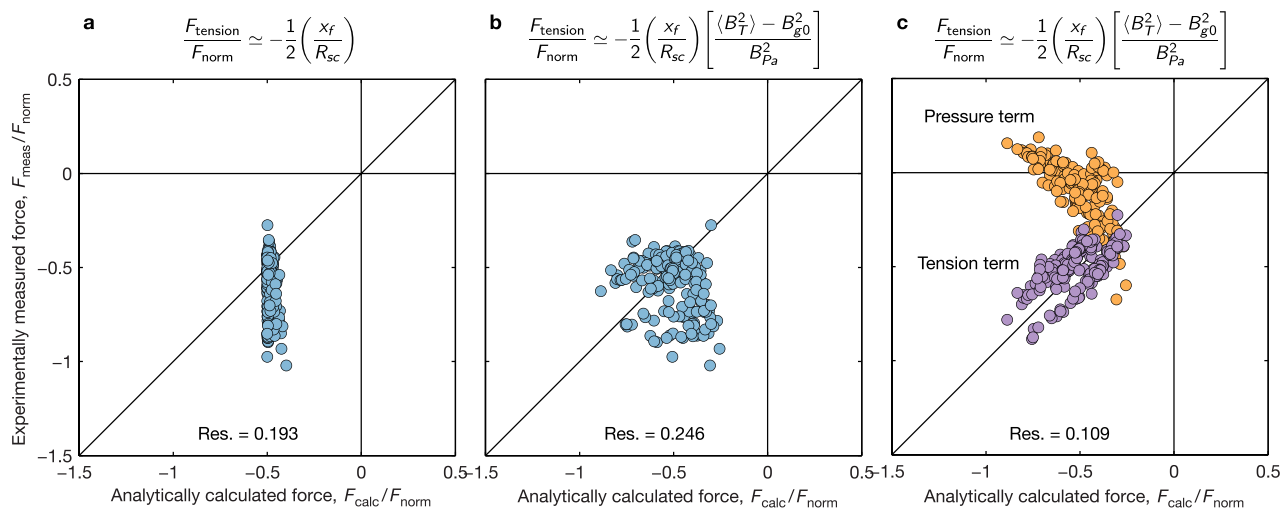 a
F_tension / F_norm ≃ −1/2 (x_f / R_sc)
b
F_tension / F_norm ≃ −1/2 (x_f / R_sc) [⟨B_T^2⟩ − B_g0^2 / B_Pa^2]
c
F_tension / F_norm ≃ −1/2 (x_f / R_sc) [⟨B_T^2⟩ − B_g0^2 / B_Pa^2]
Experimentally measured force, F_meas/F_norm
0.5
0
−0.5
−1
−1.5
Res. = 0.193
−1.5
−1
−0.5
0
0.5
Analytically calculated force, F_calc/F_norm
Res. = 0.246
−1.5
−1
−0.5
0
0.5
Analytically calculated force, F_calc/F_norm
Pressure term
Tension term
Res. = 0.109
−1.5
−1
−0.5
0
0.5
Analytically calculated force, F_calc/F_norm